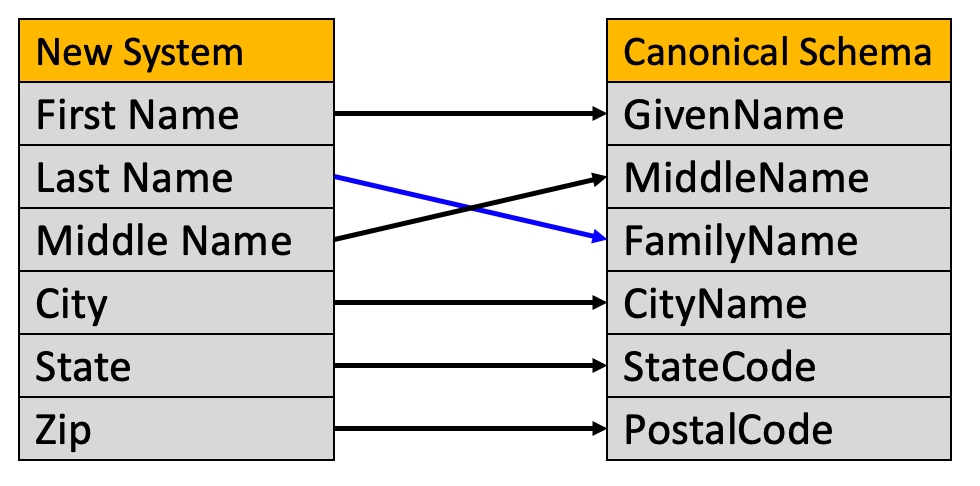 New System
First Name
Last Name
Middle Name
City
State
Zip
Canonical Schema
GivenName
MiddleName
FamilyName
CityName
StateCode
PostalCode